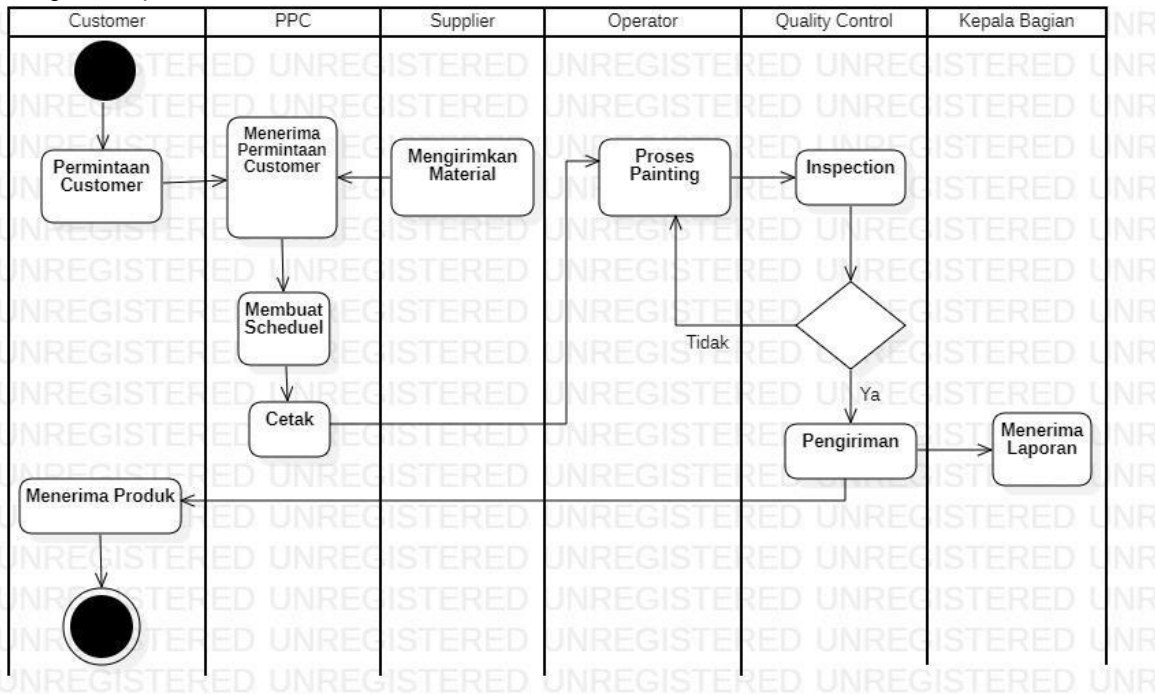 Customer
PPC
Supplier
Operator
Quality Control
Kepala Bagian
Permintaan
Customer
Menerima
Permintaan
Customer
Mengirimkan
Material
Proses
Painting
Inspection
Membuat
Scheduel
Tidak
Ya
Cetak
Pengiriman
Menerima
Laporan
Menerima Produk
UNREGISTERED